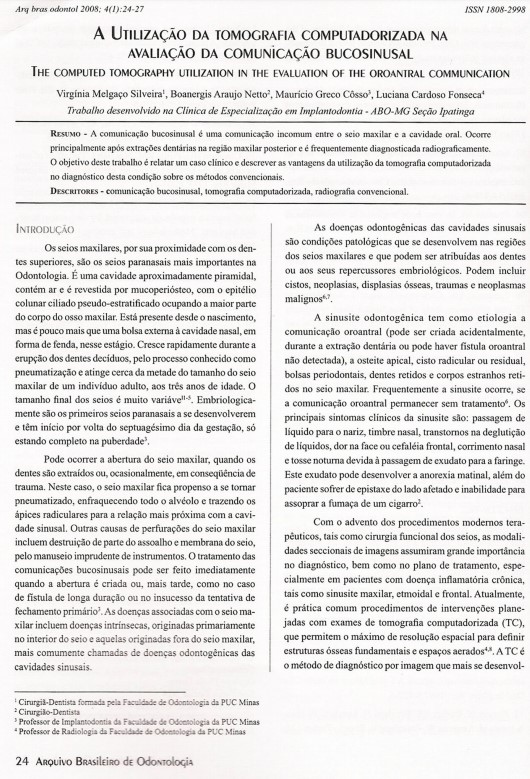 Arq bras odontol 2008; 4(1):24-27
ISSN 1808-2998
A Utilização da tomografia computadorizada na
avaliação da comunicação bucosinusal
The computed tomography utilization in the evaluation of the oroantral communication
Virgínia Melgaço Silveira¹, Boanergis Araujo Netto², Maurício Greco Côsso³, Luciana Cardoso Fonseca⁴
Trabalho desenvolvido na Clínica de Especialização em Implantodontia - ABO-MG Seção Ipatinga
Resumo - A comunicação bucosinusal é uma comunicação incomum entre o seio maxilar e a cavidade oral. Ocorre
principalmente após extrações dentárias na região maxilar posterior e é frequentemente diagnosticada radiograficamente.
O objetivo deste trabalho é relatar um caso clínico e descrever as vantagens da utilização da tomografia computadorizada
no diagnóstico desta condição sobre os métodos convencionais.
Descritores - comunicação bucosinusal, tomografia computadorizada, radiografia convencional.
Introdução
Os seios maxilares, por sua proximidade com os den-
tes superiores, são os seios paranasais mais importantes na
Odontologia. É uma cavidade aproximadamente piramidal,
contém ar e é revestida por mucoperiósteo, com o epitélio
colunar ciliado pseudo-estratificado ocupando a maior parte
do corpo do osso maxilar. Está presente desde o nascimento,
mas é pouco mais que uma bolsa externa à cavidade nasal, em
forma de fenda, nesse estágio. Cresce rapidamente durante a
erupção dos dentes decíduos, pelo processo conhecido como
pneumatização e atinge cerca da metade do tamanho do seio
maxilar de um indivíduo adulto, aos três anos de idade. O
tamanho final dos seios é muito variáve¹¹⁻⁵. Embriologica-
mente são os primeiros seios paranasais a se desenvolverem
e têm início por volta do septuagésimo dia da gestação, só
estando completo na puberdade³.
Pode ocorrer a abertura do seio maxilar, quando os
dentes são extraídos ou, ocasionalmente, em conseqüência de
trauma. Neste caso, o seio maxilar fica propenso a se tornar
pneumatizado, enfraquecendo todo o alvéolo e trazendo os
ápices radiculares para a relação mais próxima com a cavi-
dade sinusal. Outras causas de perfurações do seio maxilar
incluem destruição de parte do assoalho e membrana do seio,
pelo manuseio imprudente de instrumentos. O tratamento das
comunicações bucosinusais pode ser feito imediatamente
quando a abertura é criada ou, mais tarde, como no caso
de fístula de longa duração ou no insucesso da tentativa de
fechamento primário². As doenças associadas com o seio ma-
xilar incluem doenças intrínsecas, originadas primariamente
no interior do seio e aquelas originadas fora do seio maxilar,
mais comumente chamadas de doenças odontogênicas das
cavidades sinusais.
As doenças odontogênicas das cavidades sinusais
são condições patológicas que se desenvolvem nas regiões
dos seios maxilares e que podem ser atribuídas aos dentes
ou aos seus repercussores embriológicos. Podem incluir
cistos, neoplasias, displasias ósseas, traumas e neoplasmas
malignos⁶,⁷.
A sinusite odontogênica tem como etiologia a
comunicação oroantral (pode ser criada acidentalmente,
durante a extração dentária ou pode haver fístula oroantral
não detectada), a osteite apical, cisto radicular ou residual,
bolsas periodontais, dentes retidos e corpos estranhos reti-
dos no seio maxilar. Frequentemente a sinusite ocorre, se
a comunicação oroantral permanecer sem tratamento⁶. Os
principais sintomas clínicos da sinusite são: passagem de
líquido para o nariz, timbre nasal, transtornos na deglutição
de líquidos, dor na face ou cefaléia frontal, corrimento nasal
e tosse noturna devida à passagem de exudato para a faringe.
Este exudato pode desenvolver a anorexia matinal, além do
paciente sofrer de epistaxe do lado afetado e inabilidade para
assoprar a fumaça de um cigarro².
Com o advento dos procedimentos modernos tera-
pêuticos, tais como cirurgia funcional dos seios, as modali-
dades seccionais de imagens assumiram grande importância
no diagnóstico, bem como no plano de tratamento, espe-
cialmente em pacientes com doença inflamatória crônica,
tais como sinusite maxilar, etmoidal e frontal. Atualmente,
é prática comum procedimentos de intervenções plane-
jadas com exames de tomografia computadorizada (TC),
que permitem o máximo de resolução espacial para definir
estruturas ósseas fundamentais e espaços aerados⁴,⁸. A TC é
o método de diagnóstico por imagem que mais se desenvol-
¹ Cirurgiã-Dentista formada pela Faculdade de Odontologia da PUC Minas
² Cirurgião-Dentista
³ Professor de Implantodontia da Faculdade de Odontologia da PUC Minas
⁴ Professor de Radiologia da Faculdade de Odontologia da PUC Minas
24 Arquivo Brasileiro de Odontologia